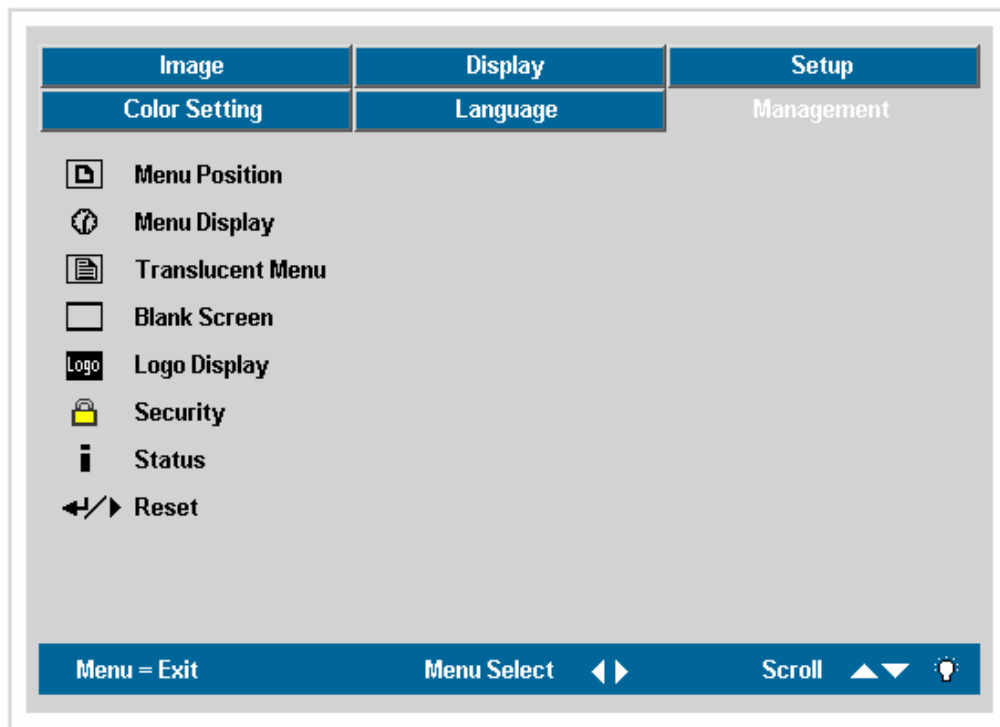 Image Display Setup
Color Setting Language Management
Menu Position
Menu Display
Translucent Menu
Blank Screen
Logo Logo Display
Security
Status
Reset
Menu = Exit Menu Select Scroll